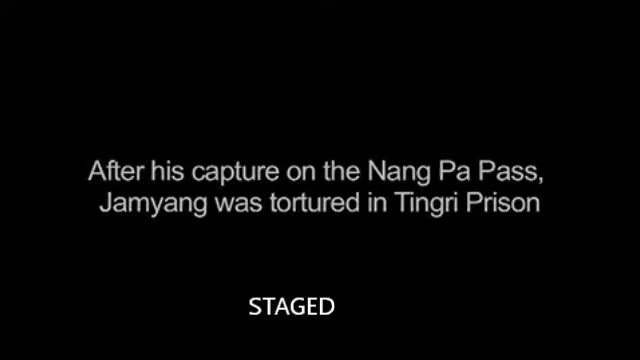 After his capture on the Nang Pa Pass,
Jamyang was tortured in Tingri Prison
STAGED